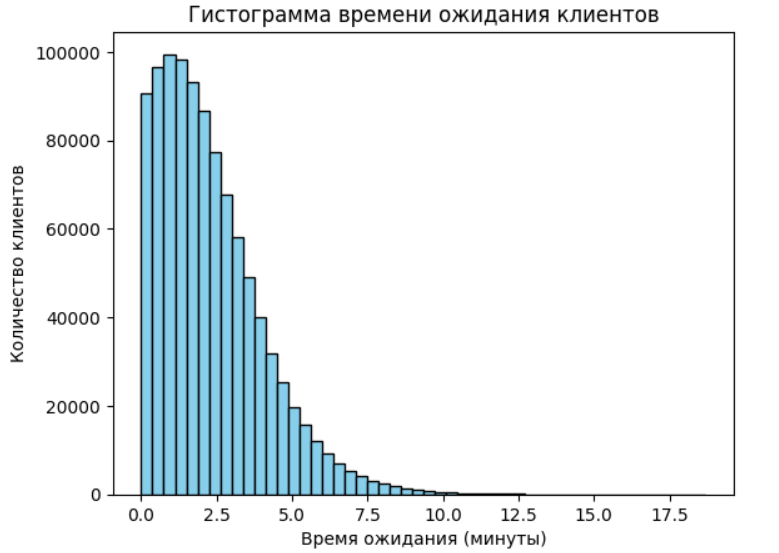 Гистограмма времени ожидания клиентов
Количество клиентов
100000
80000
60000
40000
20000
0
0.0 2.5 5.0 7.5 10.0 12.5 15.0 17.5
Время ожидания (минуты)